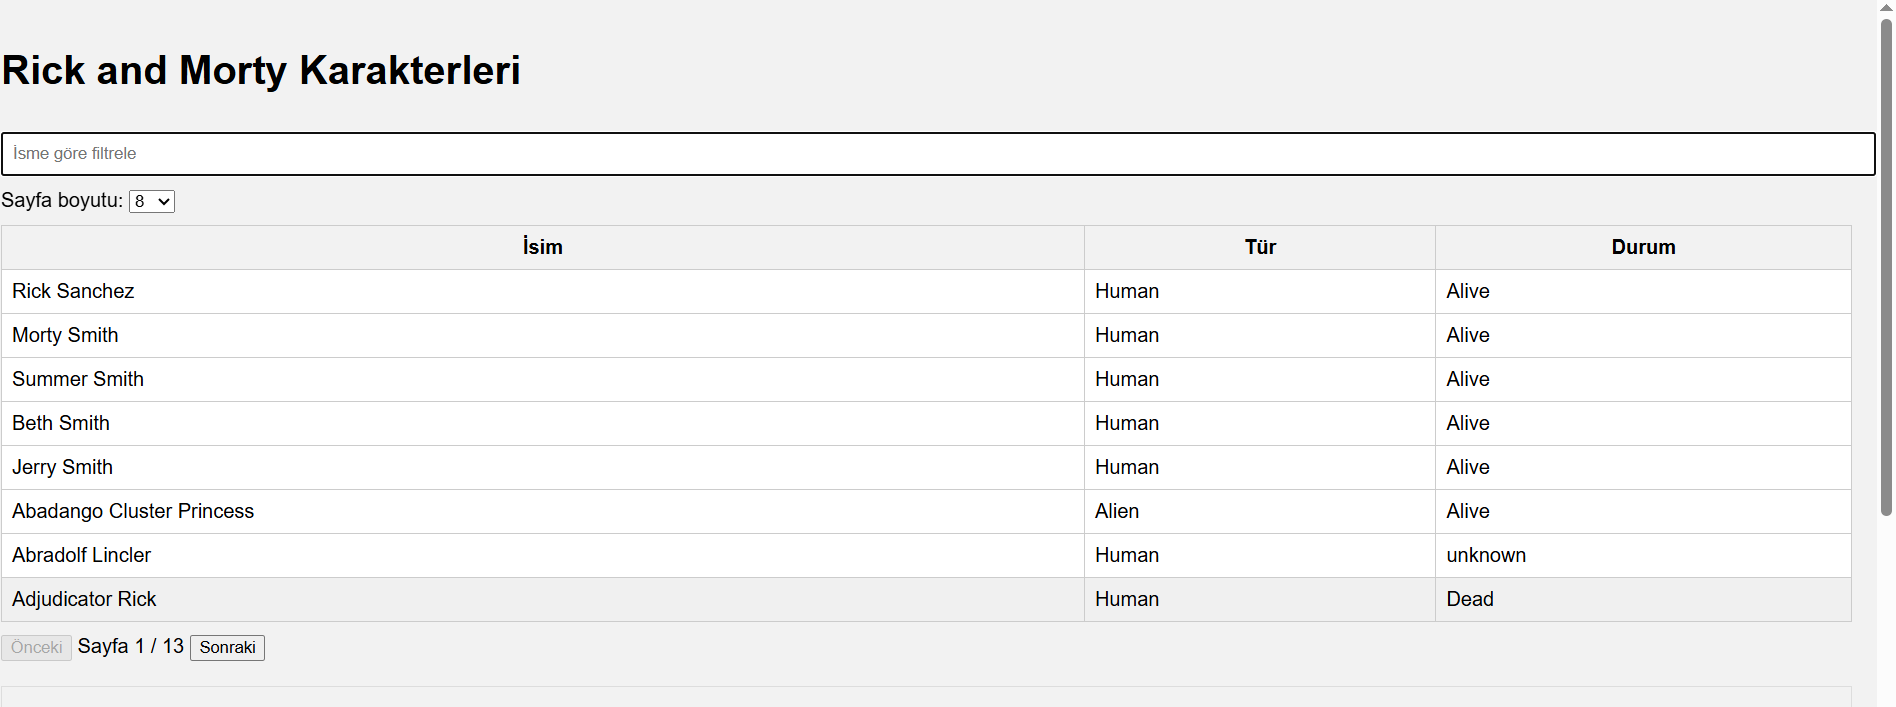 Rick and Morty Karakterleri
İsme göre filtrele
Sayfa boyutu: 8
İsim Tür Durum
Rick Sanchez Human Alive
Morty Smith Human Alive
Summer Smith Human Alive
Beth Smith Human Alive
Jerry Smith Human Alive
Abadango Cluster Princess Alien Alive
Abradolf Lincler Human unknown
Adjudicator Rick Human Dead
Önceki Sayfa 1 / 13 Sonraki